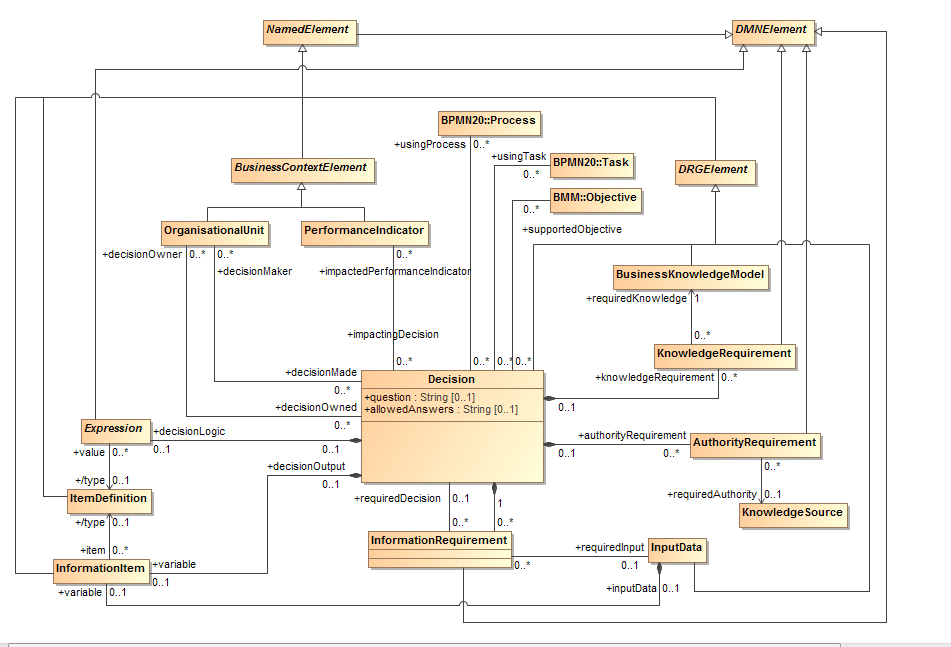 NamedElement
DMNElement
BPMN20::Process
+usingProcess 0..*
+usingTask
BPMN20::Task
0..*
BusinessContextElement
DRGElement
BMM::Objective
0..*
+supportedObjective
OrganisationalUnit
PerformanceIndicator
+decisionOwner 0..* 0..*
0..*
+decisionMaker
+impactedPerformanceIndicator
BusinessKnowledgeModel
+requiredKnowledge 1
+impactingDecision
0..*
KnowledgeRequirement
0..* 0..* 0..* 0..*
+decisionMade
0..*
Decision
+knowledgeRequirement 0..*
+question : String [0..1]
+allowedAnswers : String [0..1]
+decisionOwned
0..*
0..1
Expression
+decisionLogic
0..1
0..1
+authorityRequirement
0..1
0..*
AuthorityRequirement
+value 0..*
+decisionOutput
0..1
0..*
+/type 0..1
ItemDefinition
+requiredDecision 0..1
1
+requiredAuthority 0..1
KnowledgeSource
+/type 0..1
0..* 0..*
+item 0..*
InformationRequirement
+requiredInput
InputData
0..*
0..1
InformationItem
+variable
0..1
+variable 0..1
+inputData 0..1